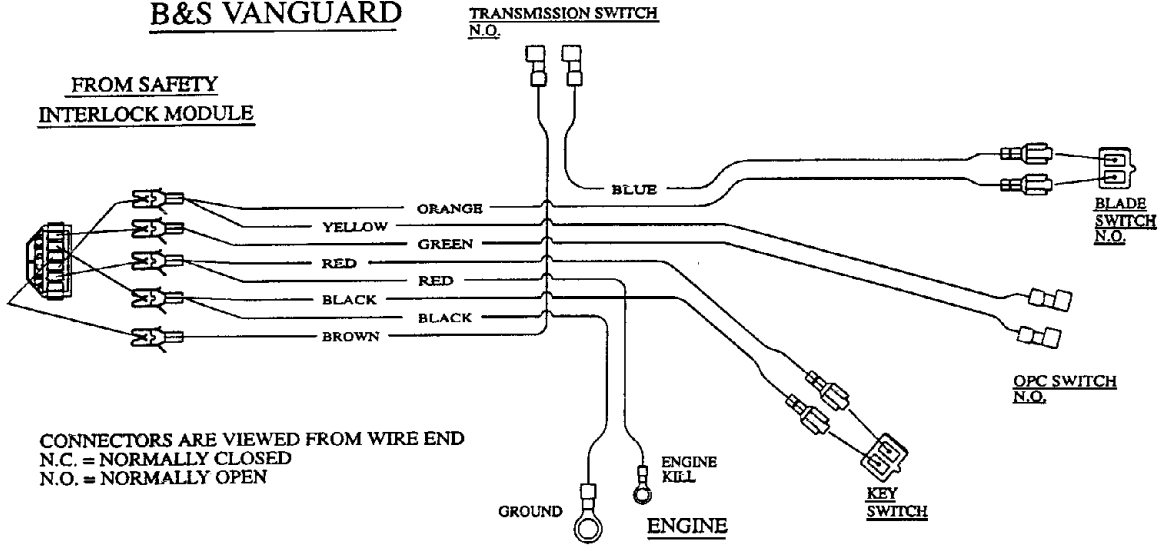 B&S VANGUARD
TRANSMISSION SWITCH
N.O.
FROM SAFETY
INTERLOCK MODULE
BLUE
ORANGE
YELLOW
GREEN
RED
RED
BLACK
BLACK
BROWN
BLADE
SWITCH
N.O.
OPC SWITCH
N.O.
CONNECTORS ARE VIEWED FROM WIRE END
N.C. = NORMALLY CLOSED
N.O. = NORMALLY OPEN
ENGINE
KILL
GROUND
ENGINE
KEY
SWITCH